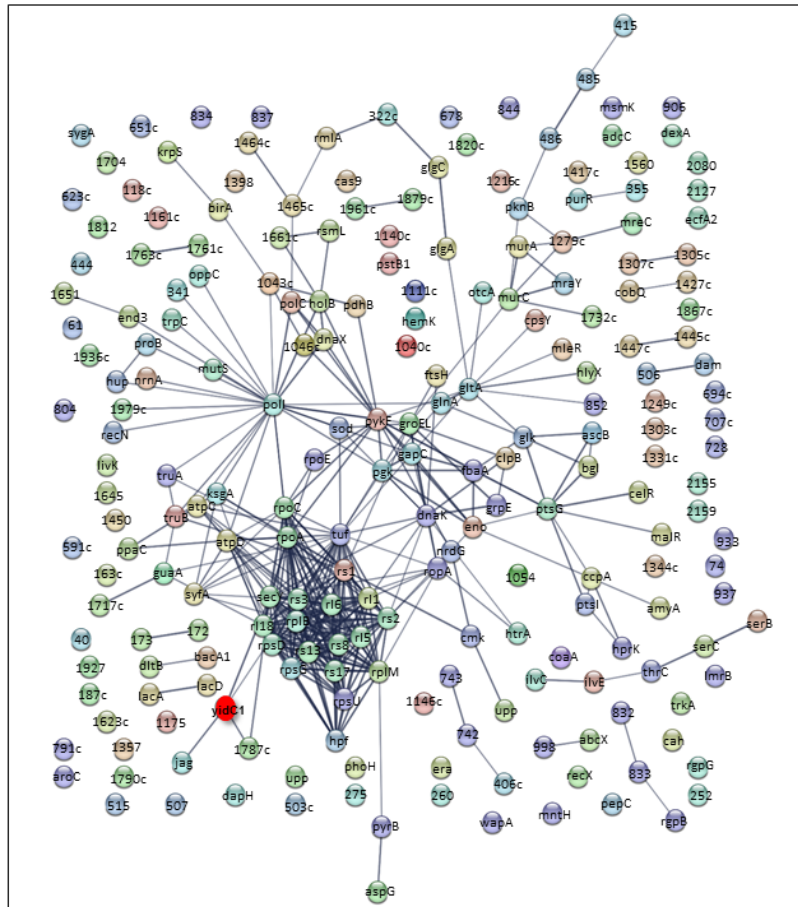 415
485
834
837
322c
678
844
msmK
906
651c
sygA
krpS
1464c
rmlA
1820c
486
adcC
dexA
1704
glgC
1216c
1417c
1560
2080
118c
1398
cas9
purR
355
2127
623c
1161c
birA
1465c
1961c
1879c
pknB
mreC
ecfA2
1812
1661c
rsmL
1140c
glgA
murA
1279c
1763c
1761c
1307c
1305c
444
oppC
pstB1
341
1043c
mraY
cobQ
1427c
1651
polC
holB
pdhB
1111c
otcA
murC
end3
trpC
hemK
cpsY
1732c
1867c
61
proB
1046c
dnaX
1040c
1447c
1445c
1936c
mutS
mleR
hup
nrnA
ftsH
gltA
hlyX
506
dam
804
1979c
polI
glnA
852
1249c
694c
recN
sod
pykE
groEL
glk
ascB
1303c
707c
livK
rpoE
gapC
clpB
bgl
1331c
728
truA
pgk
fbaA
1645
ksgA
celR
2155
1450
truB
atpC
rpoC
dnaK
grpE
ptsG
2159
591c
ppaC
atpD
rpoA
tuf
eno
malR
933
nrdG
163c
guaA
rs1
ropA
1054
ccpA
1344c
74
1717c
syfA
secY
rs3
rl6
rl1
ptsI
amyA
937
rl18
rplB
rs2
40
173
172
rpsD
rs13
rs8
rl5
cmk
htrA
hprK
serC
serB
1927
dltB
bacA1
rpsG
rs17
rplM
743
coaA
187c
lacA
lacD
rpsU
ilvC
ilvE
thrC
lmrB
yidC1
1146c
upp
832
trkA
1623c
1175
hpf
742
998
abcX
cah
791c
1357
1787c
aroC
1790c
jag
upp
phoH
era
406c
recX
833
rgpG
515
507
dapH
503c
275
260
pepC
252
pyrB
wapA
mntH
rgpB
aspG